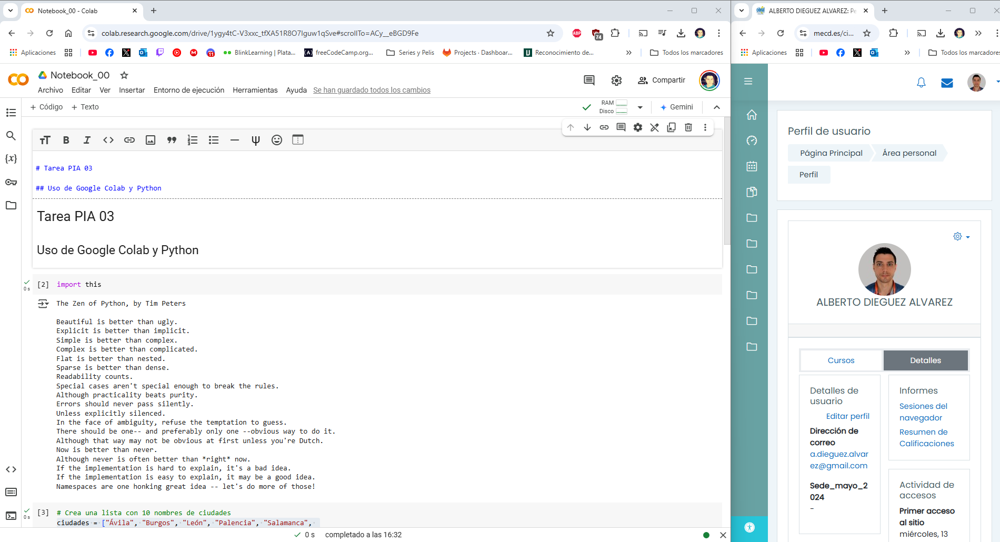 Notebook_00 - Colab
colab.research.google.com/drive/1ygy4tC-V3xxc_tfXA51R8O7Iguw1qSve#scrollTo=ACy__eBGD9Fe
ABP
74
Aplicaciones
BlinkLearning | Plata...
freeCodeCamp.org...
Series y Pelis
Projects · Dashboar...
Reconocimiento de...
Todos los marcadores
Notebook_00
Archivo Editar Ver Insertar Entorno de ejecución Herramientas Ayuda Se han guardado todos los cambios
Compartir
+ Código + Texto
RAM
Disco
Gemini
# Tarea PIA 03
## Uso de Google Colab y Python
Tarea PIA 03
Uso de Google Colab y Python
0 s
[2] import this
The Zen of Python, by Tim Peters
Beautiful is better than ugly.
Explicit is better than implicit.
Simple is better than complex.
Complex is better than complicated.
Flat is better than nested.
Sparse is better than dense.
Readability counts.
Special cases aren't special enough to break the rules.
Although practicality beats purity.
Errors should never pass silently.
Unless explicitly silenced.
In the face of ambiguity, refuse the temptation to guess.
There should be one-- and preferably only one --obvious way to do it.
Although that way may not be obvious at first unless you're Dutch.
Now is better than never.
Although never is often better than *right* now.
If the implementation is hard to explain, it's a bad idea.
If the implementation is easy to explain, it may be a good idea.
Namespaces are one honking great idea -- let's do more of those!
0 s
[3] # Crea una lista con 10 nombres de ciudades
ciudades = ["Ávila", "Burgos", "León", "Palencia", "Salamanca",
0 s completado a las 16:32
ALBERTO DIEGUEZ ALVAREZ: Pe
mecd.es/ci...
Aplicaciones
Todos los marcadores
Perfil de usuario
Página Principal
Área personal
Perfil
ALBERTO DIEGUEZ ALVAREZ
Cursos
Detalles
Detalles de
usuario
Editar perfil
Dirección de
correo
a.dieguez.alvar
ez@gmail.com
Sede_mayo_2
024
-
Informes
Sesiones del
navegador
Resumen de
Calificaciones
Actividad de
accesos
Primer acceso
al sitio
miércoles, 13